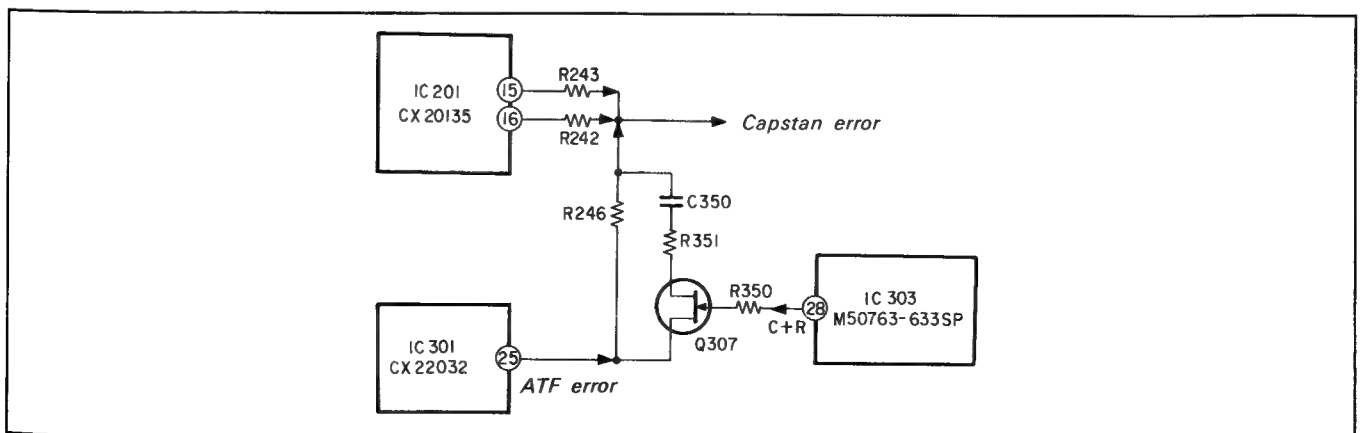 IC 201
CX 20135
15
16
R243
R242
Capstan error
R246
C350
R351
R350
28
C+R
Q307
IC 303
M50763-633SP
IC 301
CX 22032
25
ATF error